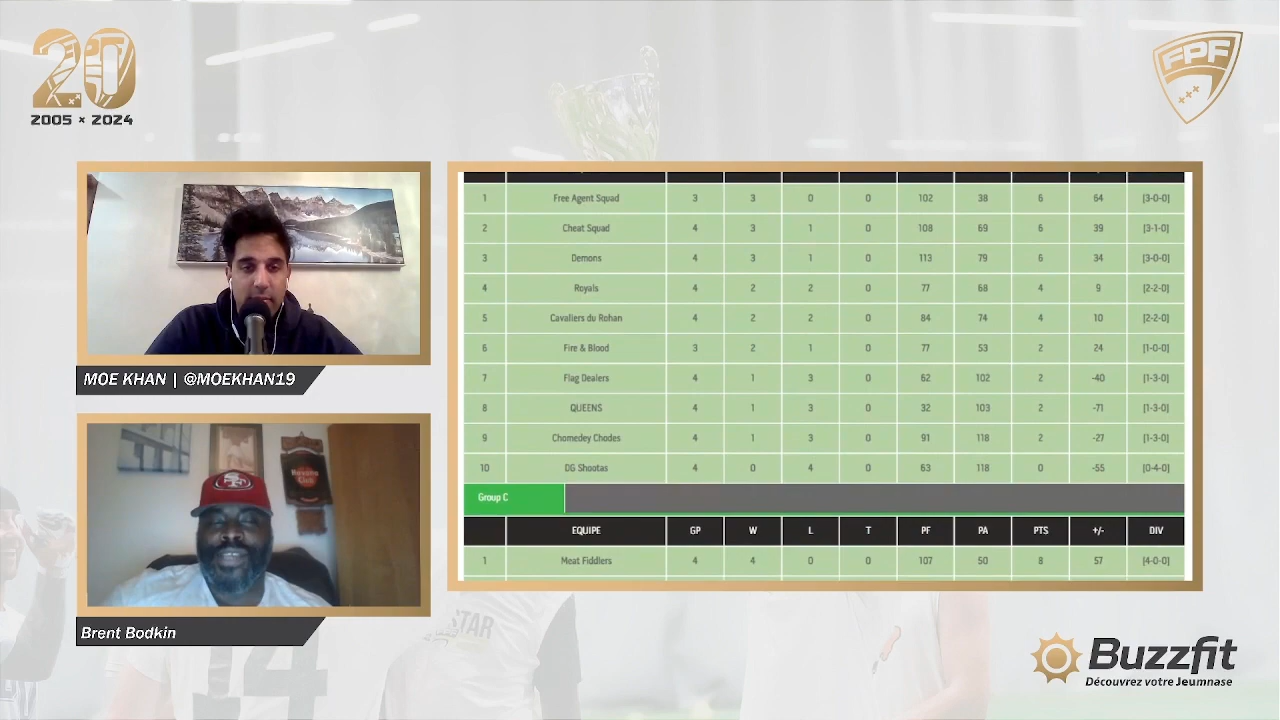 20
2005 × 2024
FPF
MOE KHAN | @MOEKHAN19
Brent Bodkin
1 Free Agent Squad 3 3 0 0 102 38 6 64 [3-0-0]
2 Cheat Squad 4 3 1 0 108 69 6 39 [3-1-0]
3 Demons 4 3 1 0 113 79 6 34 [3-0-0]
4 Royals 4 2 2 0 77 68 4 9 [2-2-0]
5 Cavaliers du Rohan 4 2 2 0 84 74 4 10 [2-2-0]
6 Fire & Blood 3 2 1 0 77 53 2 24 [1-0-0]
7 Flag Dealers 4 1 3 0 62 102 2 -40 [1-3-0]
8 QUEENS 4 1 3 0 32 103 2 -71 [1-3-0]
9 Chomedey Chodes 4 1 3 0 91 118 2 -27 [1-3-0]
10 DG Shootas 4 0 4 0 63 118 0 -55 [0-4-0]
Group C
EQUIPE GP W L T PF PA PTS +/- DIV
1 Meat Fiddlers 4 4 0 0 107 50 8 57 [4-0-0]
STAR
14
Buzzfit
Découvrez votre Jeumnase